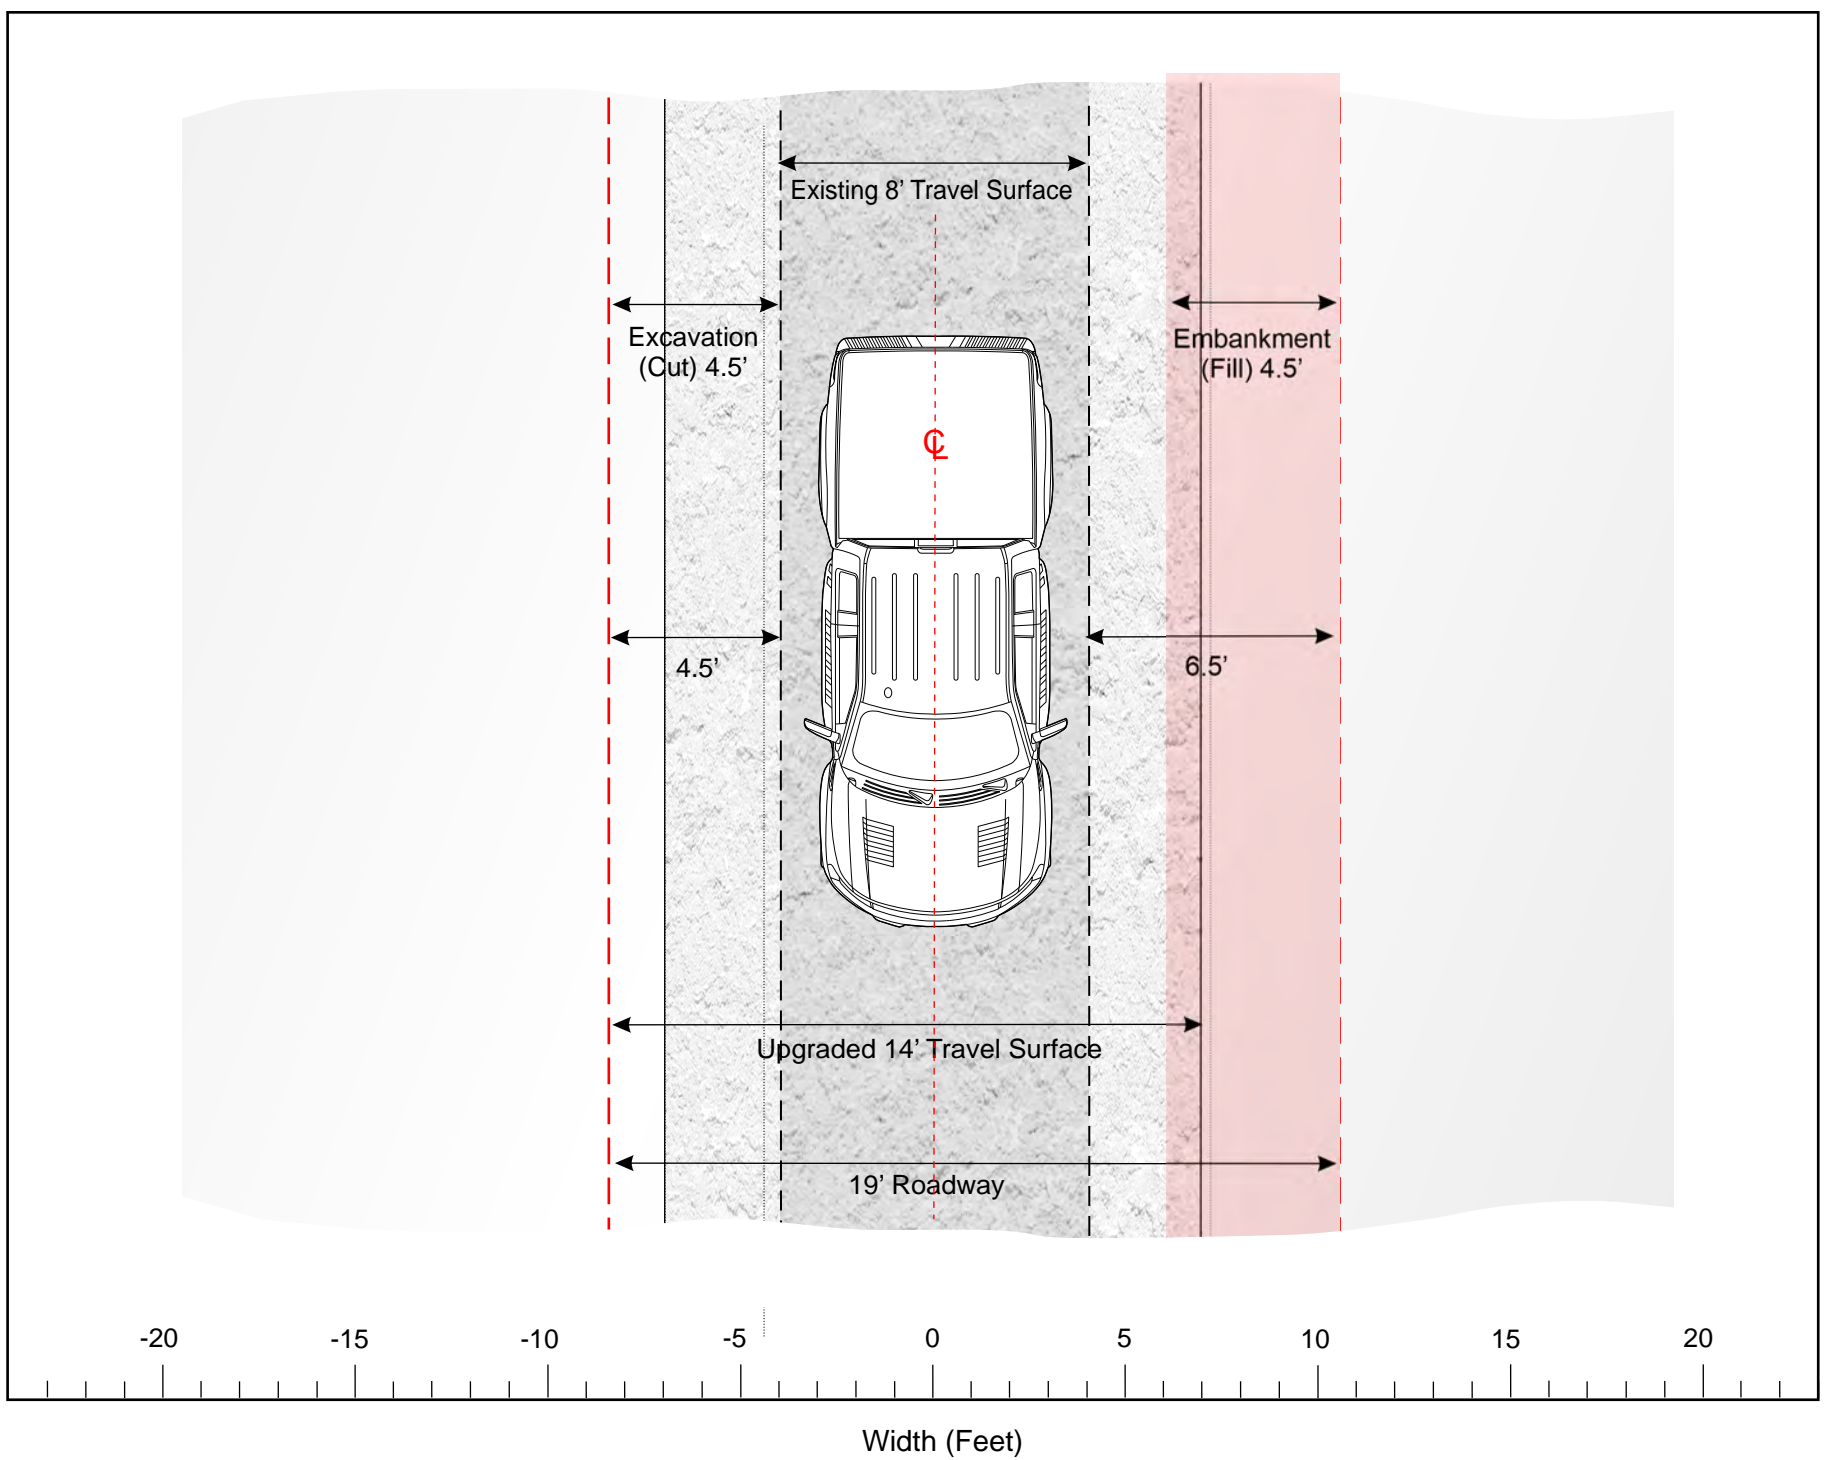 Existing 8’ Travel Surface
Excavation
(Cut) 4.5’
Embankment
(Fill) 4.5’
℄
4.5’
6.5’
Upgraded 14’ Travel Surface
19’ Roadway
-20 -15 -10 -5 0 5 10 15 20
Width (Feet)